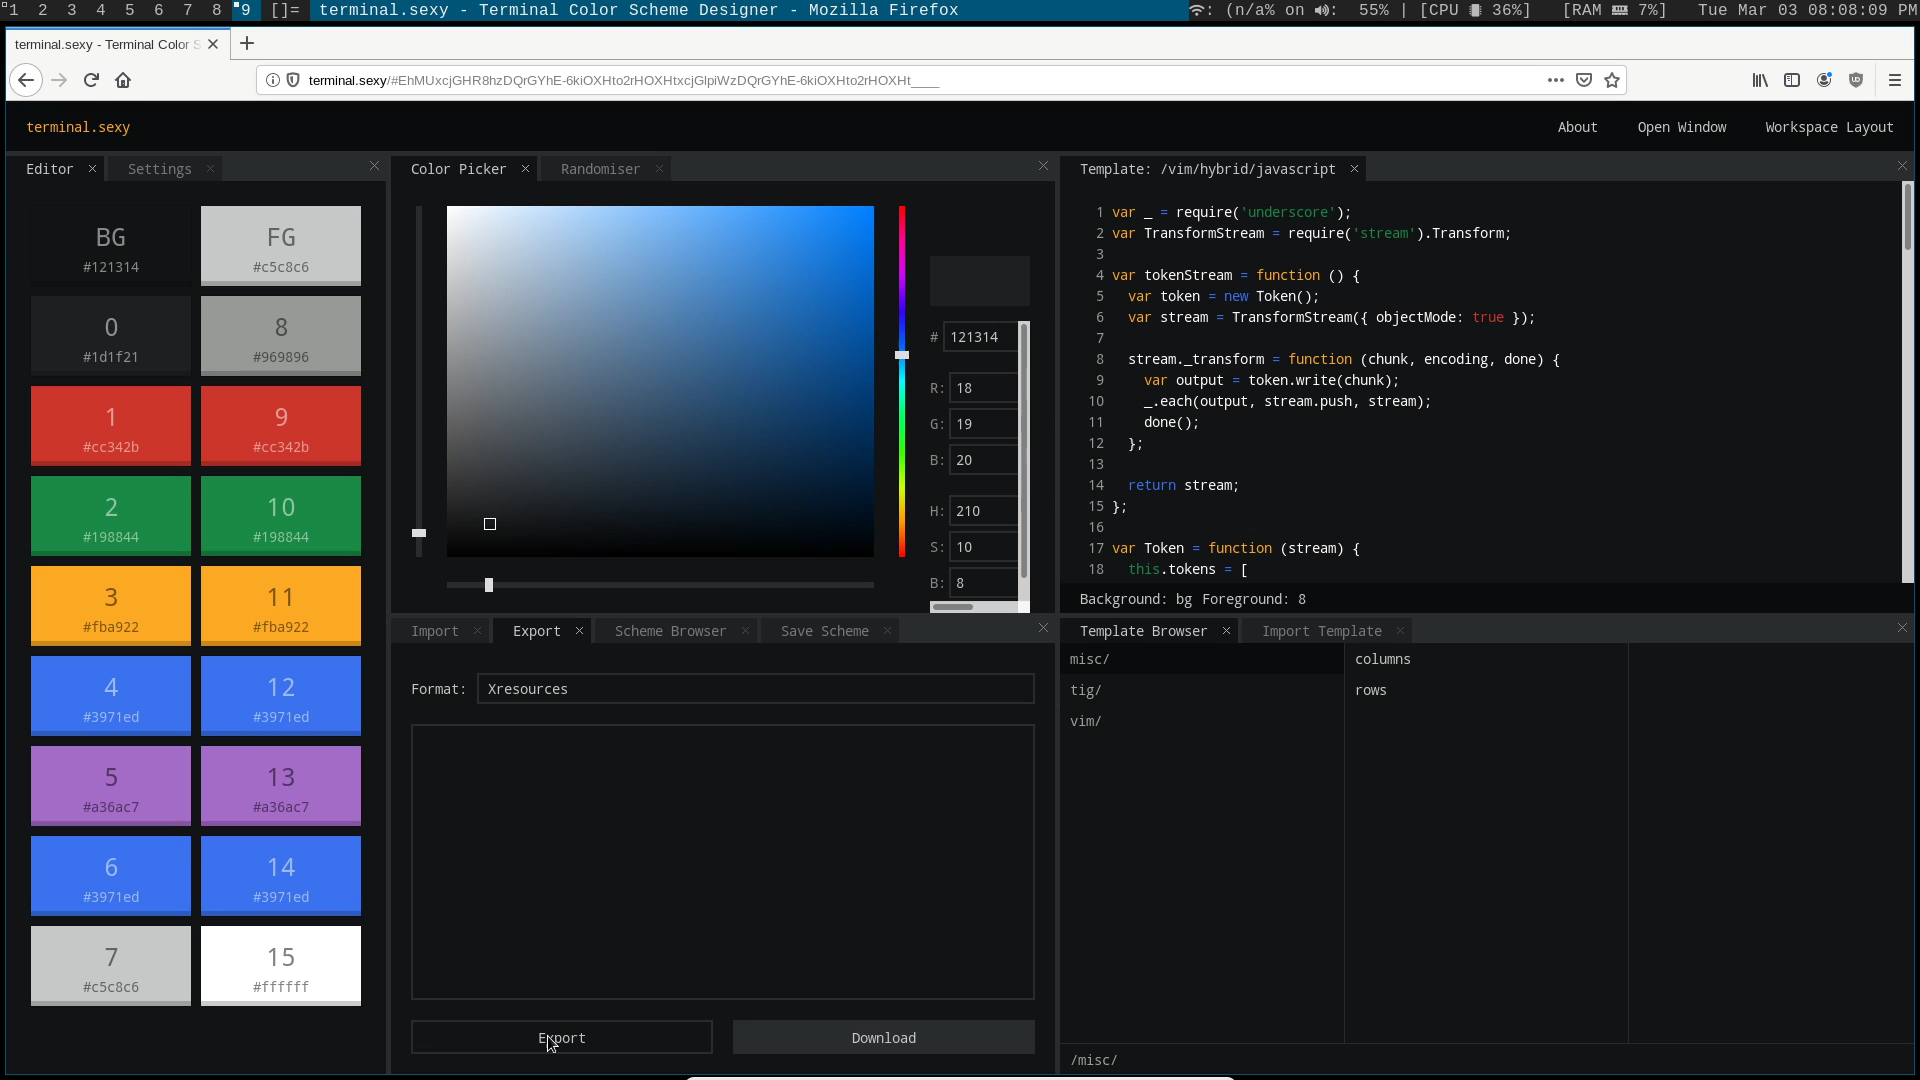 1 2 3 4 5 6 7 8 9 []= terminal.sexy - Terminal Color Scheme Designer - Mozilla Firefox : (n/a% on : 55% | [CPU 36%] [RAM 7%] Tue Mar 03 08:08:09 PM
terminal.sexy - Terminal Color S
terminal.sexy/#EhMUxcjGHR8hzDQrGYhE-6kiOXHto2rHOXHtxcjGlpiWzDQrGYhE-6kiOXHto2rHOXHt____
terminal.sexy About Open Window Workspace Layout
Editor Settings
BG
#121314
FG
#c5c8c6
0
#1d1f21
8
#969896
1
#cc342b
9
#cc342b
2
#198844
10
#198844
3
#fba922
11
#fba922
4
#3971ed
12
#3971ed
5
#a36ac7
13
#a36ac7
6
#3971ed
14
#3971ed
7
#c5c8c6
15
#ffffff
Color Picker Randomiser
# 121314
R: 18
G: 19
B: 20
H: 210
S: 10
B: 8
Import Export Scheme Browser Save Scheme
Format: Xresources
Export Download
Template: /vim/hybrid/javascript
1 var _ = require('underscore');
2 var TransformStream = require('stream').Transform;
3
4 var tokenStream = function () {
5 var token = new Token();
6 var stream = TransformStream({ objectMode: true });
7
8 stream._transform = function (chunk, encoding, done) {
9 var output = token.write(chunk);
10 _.each(output, stream.push, stream);
11 done();
12 };
13
14 return stream;
15 };
16
17 var Token = function (stream) {
18 this.tokens = [
Background: bg Foreground: 8
Template Browser Import Template
misc/ columns
tig/ rows
vim/
/misc/